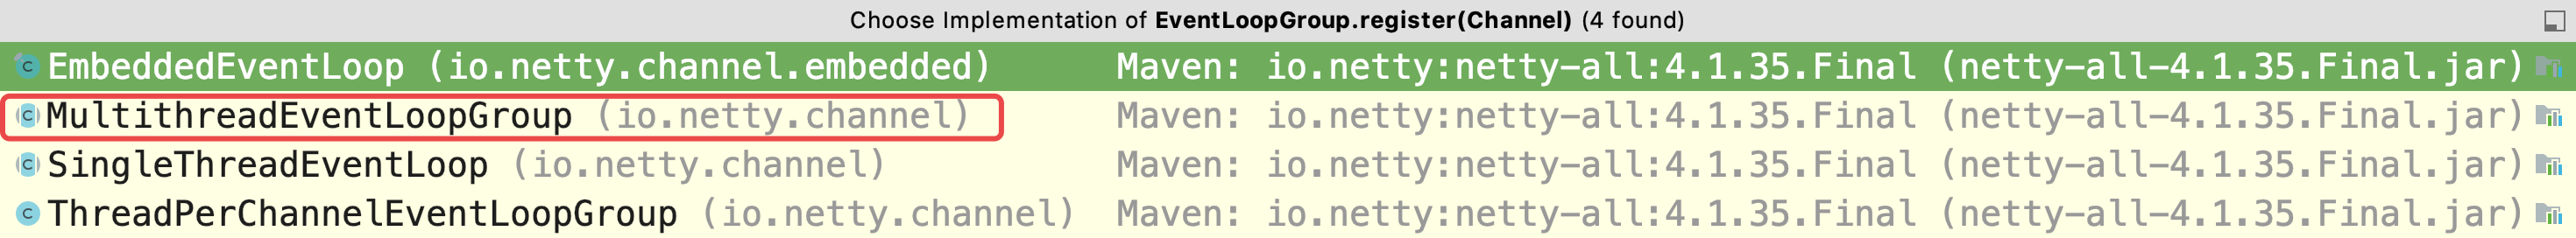 Choose Implementation of EventLoopGroup.register(Channel) (4 found)
EmbeddedEventLoop (io.netty.channel.embedded) Maven: io.netty:netty-all:4.1.35.Final (netty-all-4.1.35.Final.jar)
MultithreadEventLoopGroup (io.netty.channel) Maven: io.netty:netty-all:4.1.35.Final (netty-all-4.1.35.Final.jar)
SingleThreadEventLoop (io.netty.channel) Maven: io.netty:netty-all:4.1.35.Final (netty-all-4.1.35.Final.jar)
ThreadPerChannelEventLoopGroup (io.netty.channel) Maven: io.netty:netty-all:4.1.35.Final (netty-all-4.1.35.Final.jar)